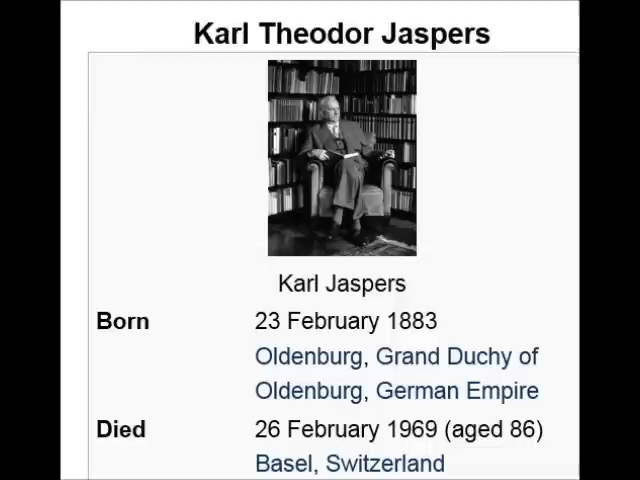 Karl Theodor Jaspers
Karl Jaspers
Born 23 February 1883
Oldenburg, Grand Duchy of
Oldenburg, German Empire
Died 26 February 1969 (aged 86)
Basel, Switzerland